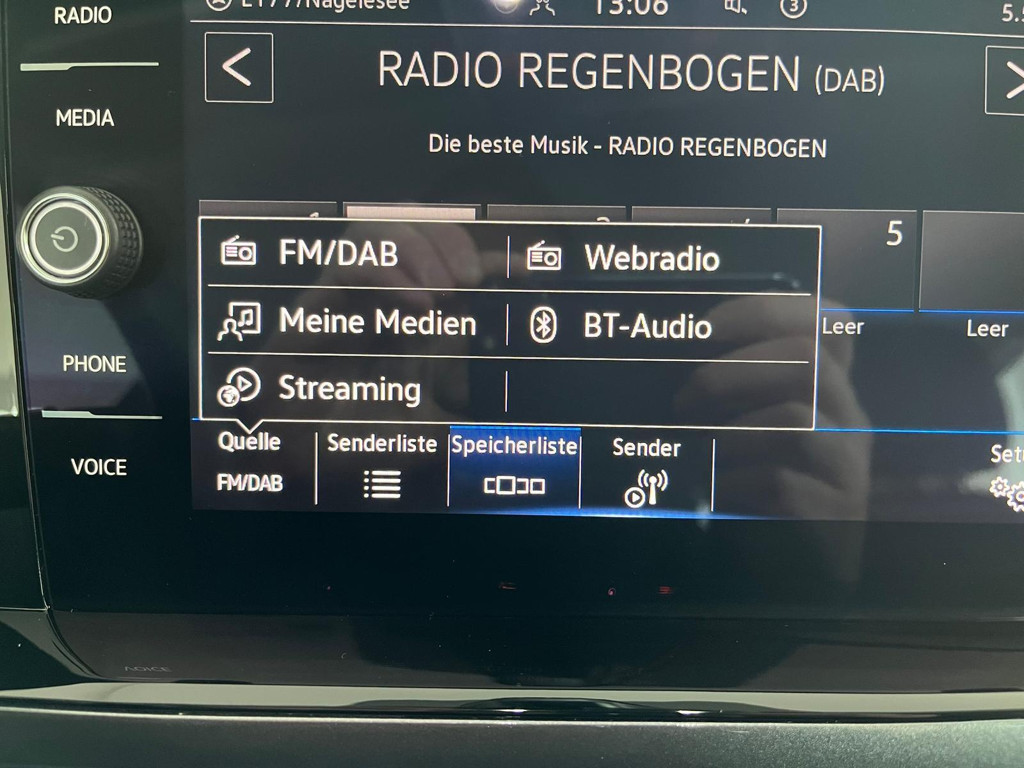 RADIO
MEDIA
PHONE
VOICE
13:06
3
RADIO REGENBOGEN (DAB)
Die beste Musik - RADIO REGENBOGEN
5
FM/DAB
Webradio
Meine Medien
BT-Audio
Streaming
Leer
Leer
Quelle
FM/DAB
Senderliste
Speicherliste
Sender